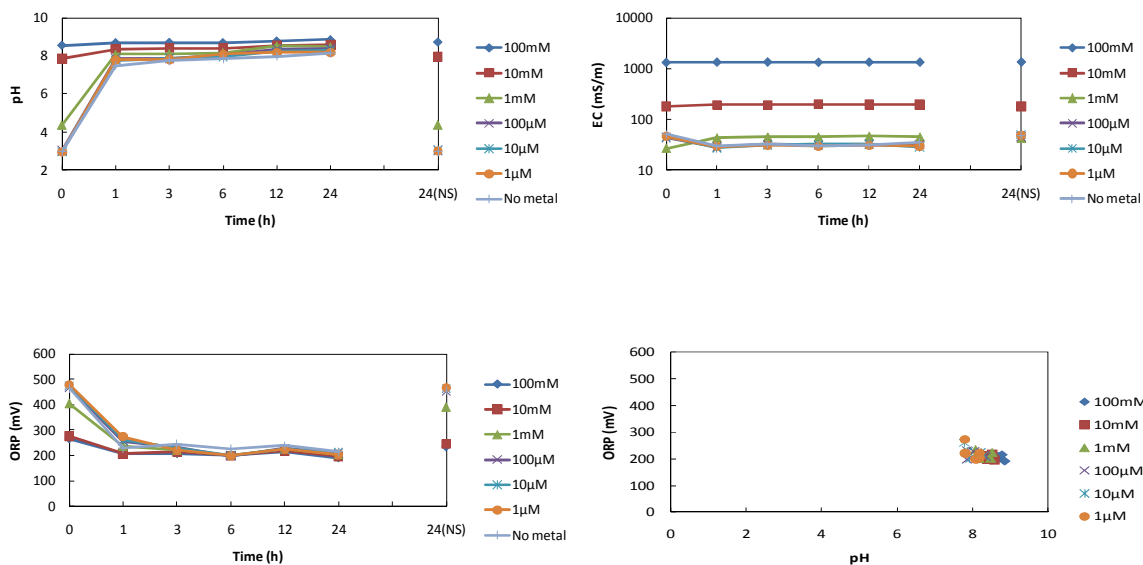 10
8
6
4
2
pH
0
1
3
6
12
24
24(NS)
Time (h)
100mM
10mM
1mM
100µM
10µM
1µM
No metal
10000
1000
100
10
EC (mS/m)
0
1
3
6
12
24
24(NS)
Time (h)
100mM
10mM
1mM
100µM
10µM
1µM
No metal
600
500
400
300
200
100
0
ORP (mV)
0
1
3
6
12
24
24(NS)
Time (h)
100mM
10mM
1mM
100µM
10µM
1µM
No metal
600
500
400
300
200
100
0
ORP (mV)
0
2
4
6
8
10
pH
100mM
10mM
1mM
100µM
10µM
1µM